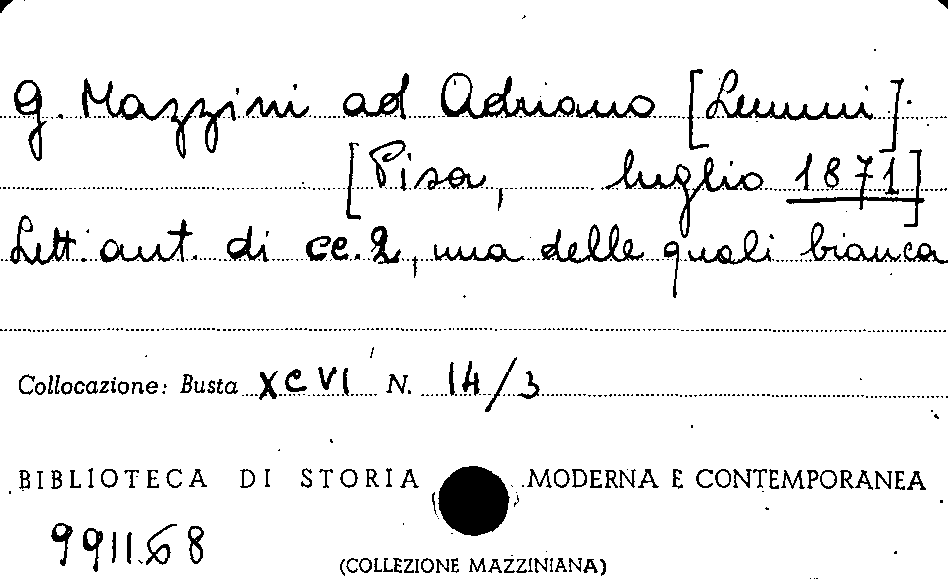 G. Mazzini ad Adriano [Lemmi].
[Pisa, luglio 1871]
Lett. aut. di cc. 2, una delle quali bianca
Collocazione: Busta XCVI N. 14/3
BIBLIOTECA DI STORIA MODERNA E CONTEMPORANEA
991168
(COLLEZIONE MAZZINIANA)